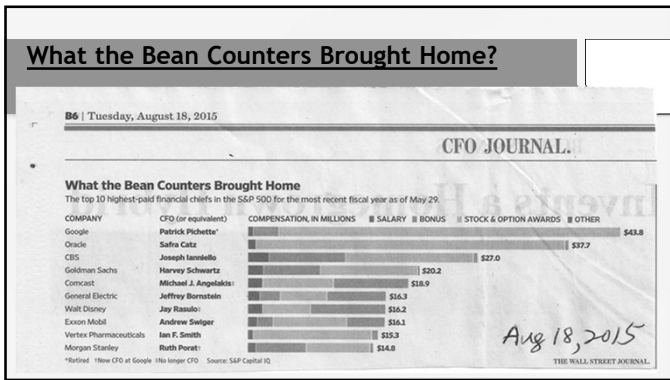 What the Bean Counters Brought Home?
B6 | Tuesday, August 18, 2015
CFO JOURNAL.
What the Bean Counters Brought Home
The top 10 highest-paid financial chiefs in the S&P 500 for the most recent fiscal year as of May 29.
COMPANY CFO (or equivalent) COMPENSATION, IN MILLIONS SALARY BONUS STOCK & OPTION AWARDS OTHER
Google Patrick Pichette* $43.8
Oracle Safra Catz $37.7
CBS Joseph Ianniello $27.0
Goldman Sachs Harvey Schwartz $20.2
Comcast Michael J. Angelakis‡ $18.9
General Electric Jeffrey Bornstein $16.3
Walt Disney Jay Rasulo‡ $16.2
Exxon Mobil Andrew Swiger $16.1
Vertex Pharmaceuticals Ian F. Smith $15.3
Morgan Stanley Ruth Porat† $14.8
Aug 18, 2015
*Retired †Now CFO at Google ‡No longer CFO Source: S&P Capital IQ THE WALL STREET JOURNAL.